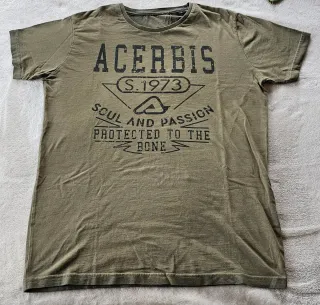 ACERBIS
S.1973
SOUL AND PASSION
PROTECTED TO THE
BONE